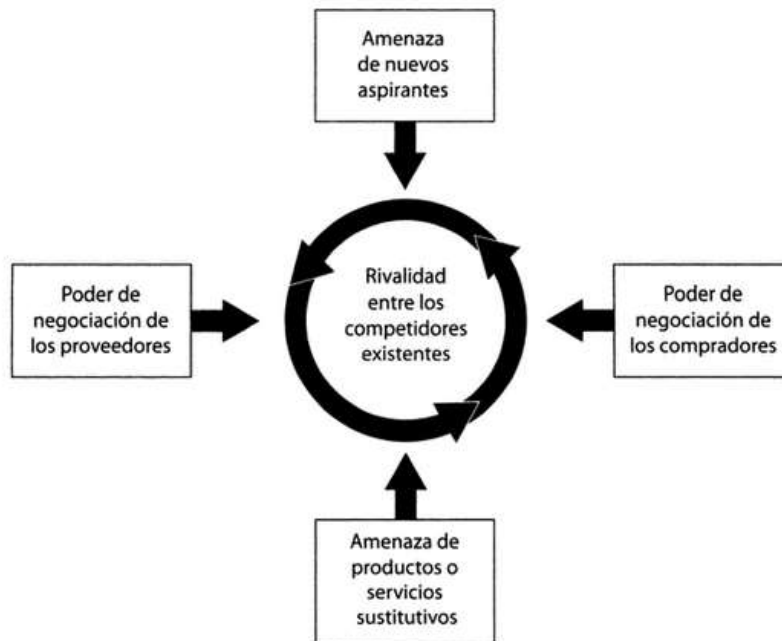 Amenaza
de nuevos
aspirantes
Poder de
negociación de
los proveedores
Rivalidad
entre los
competidores
existentes
Poder de
negociación de
los compradores
Amenaza de
productos o
servicios
sustitutivos